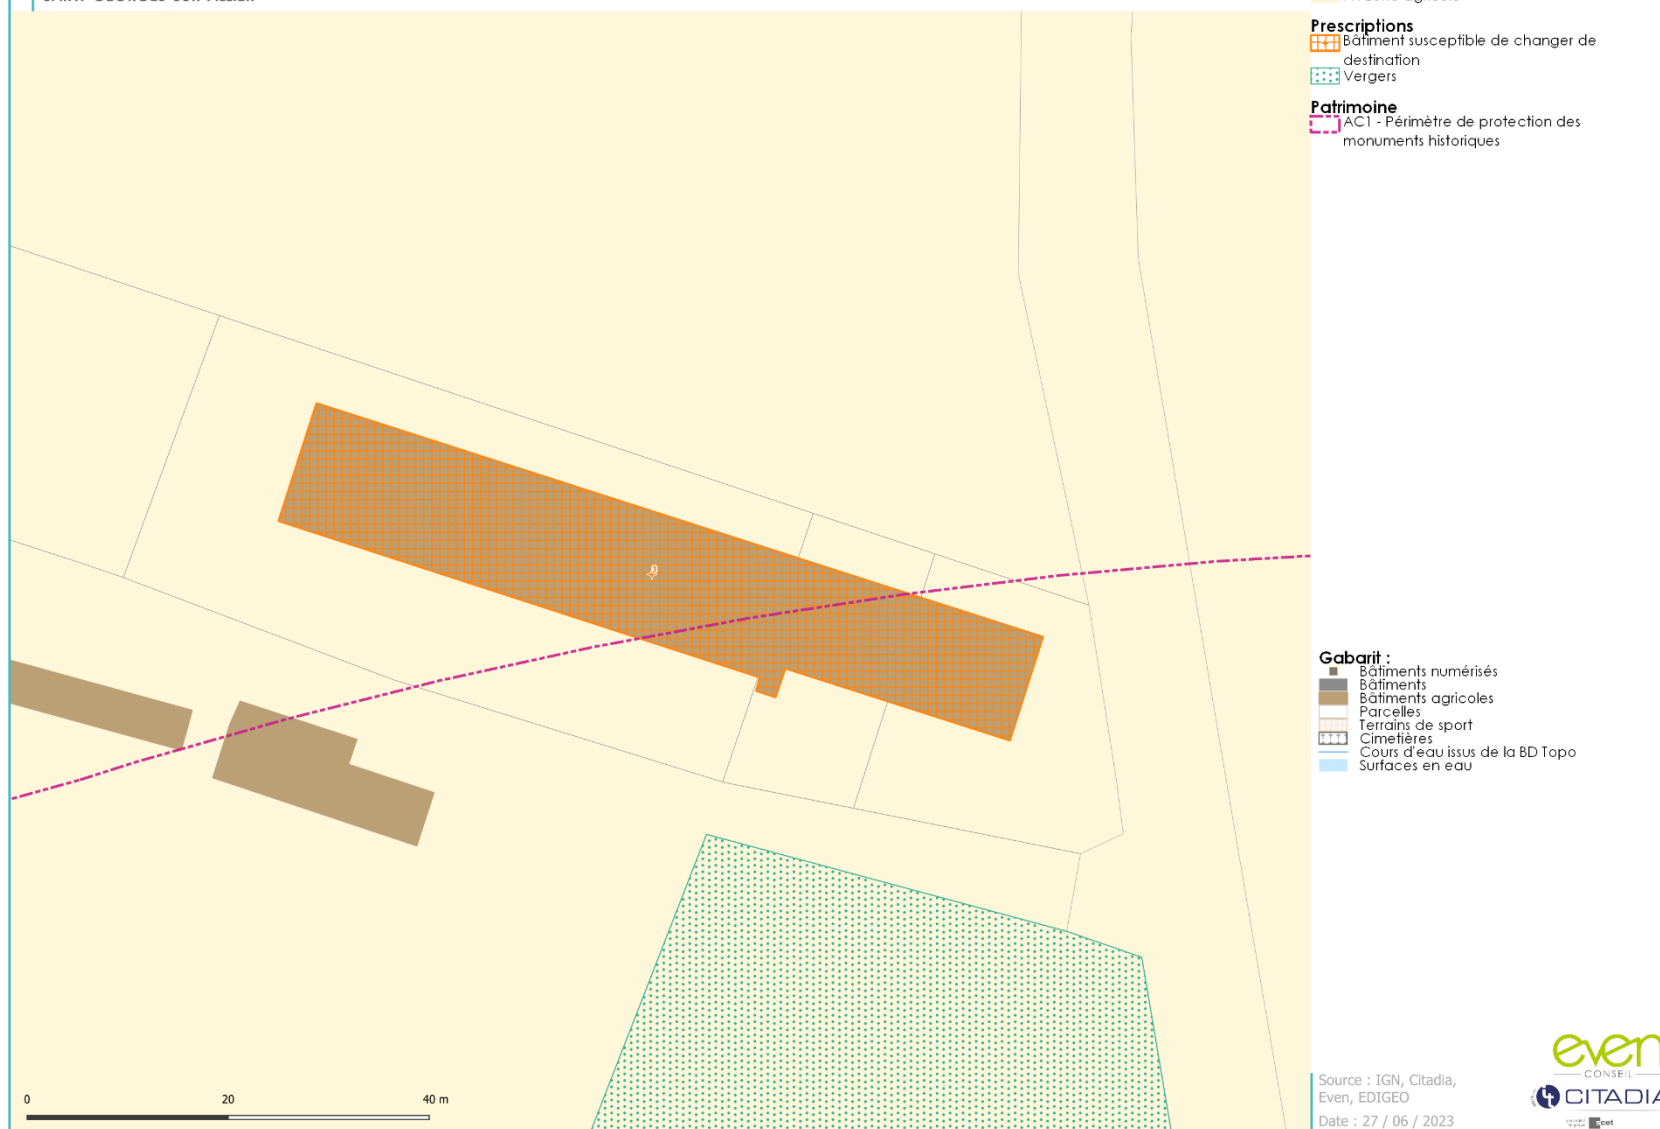 Prescriptions
Bâtiment susceptible de changer de
destination
Vergers
Patrimoine
AC1 - Périmètre de protection des
monuments historiques
3
Gabarit :
Bâtiments numérisés
Bâtiments
Bâtiments agricoles
Parcelles
Terrains de sport
Cimetières
Cours d'eau issus de la BD Topo
Surfaces en eau
0 20 40 m
Source : IGN, Citadia,
Even, EDIGEO
Date : 27 / 06 / 2023
even
CONSEIL
CITADIA
scet